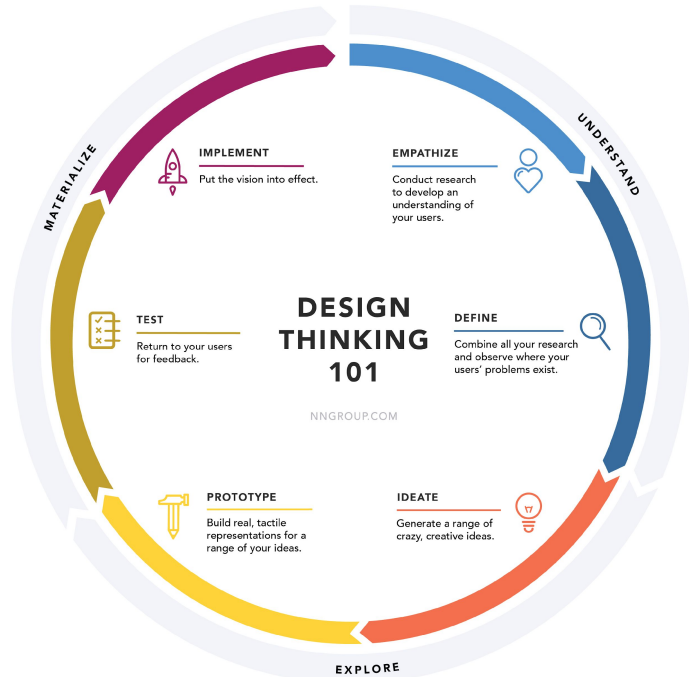 DESIGN
THINKING
101
NNGROUP.COM
UNDERSTAND
EMPATHIZE
Conduct research
to develop an
understanding of
your users.
DEFINE
Combine all your research
and observe where your
users’ problems exist.
EXPLORE
IDEATE
Generate a range of
crazy, creative ideas.
PROTOTYPE
Build real, tactile
representations for a
range of your ideas.
MATERIALIZE
TEST
Return to your users
for feedback.
IMPLEMENT
Put the vision into effect.